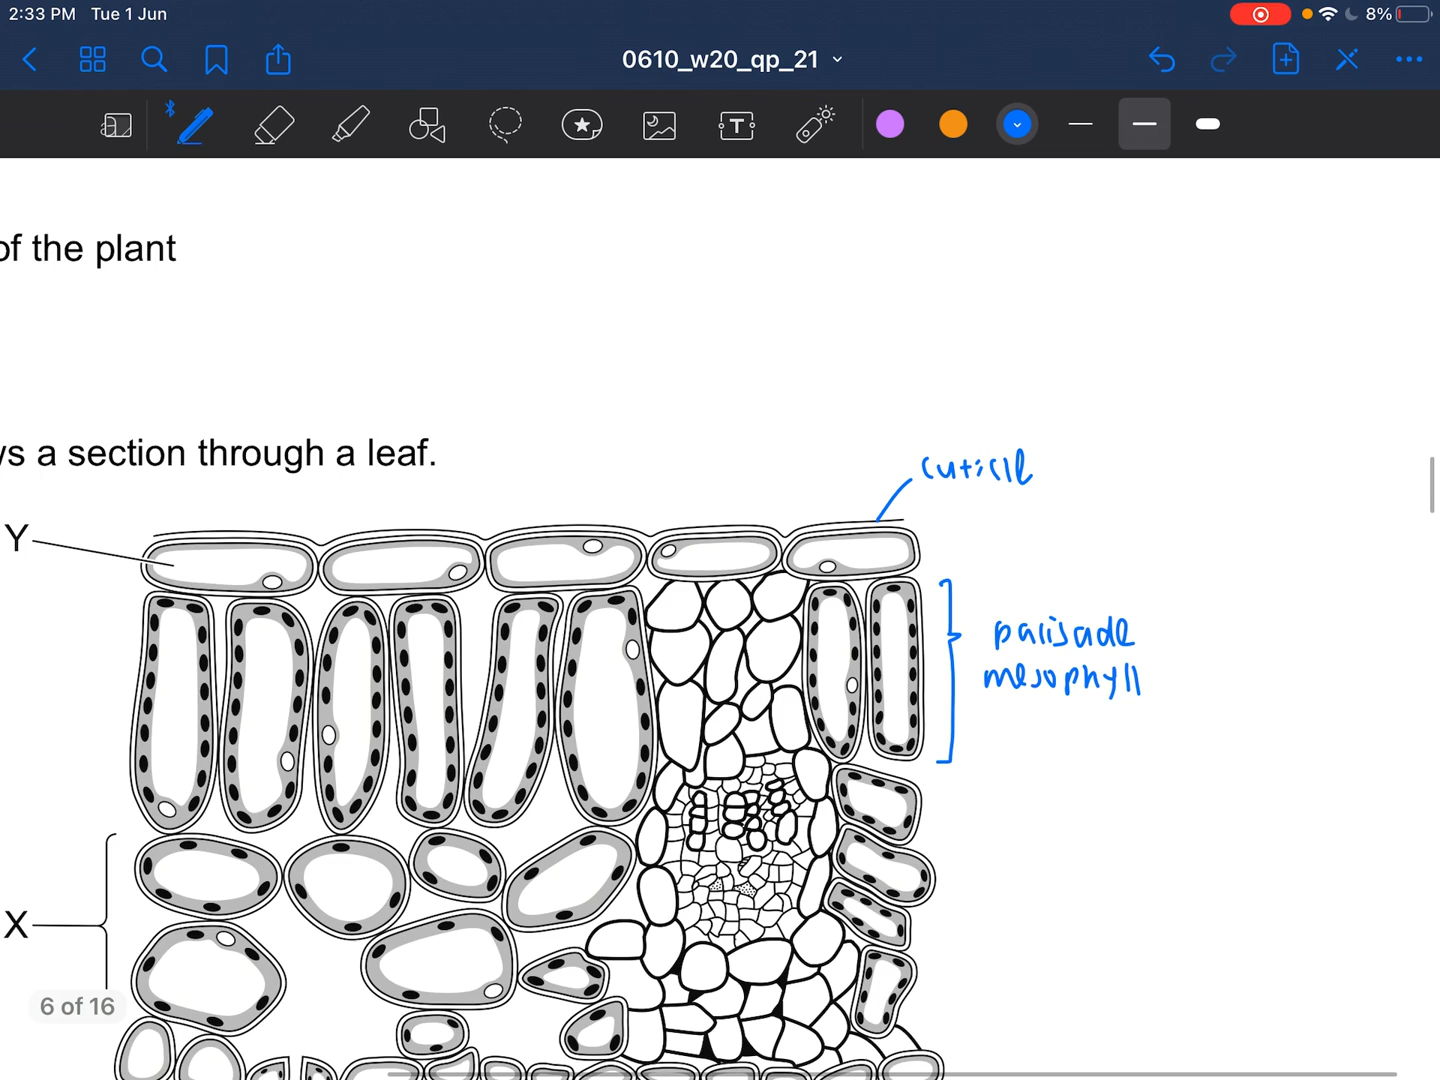 2:33 PM Tue 1 Jun
8%
0610_w20_qp_21
T
of the plant
ws a section through a leaf.
cuticle
Y
palisade
mesophyll
X
6 of 16